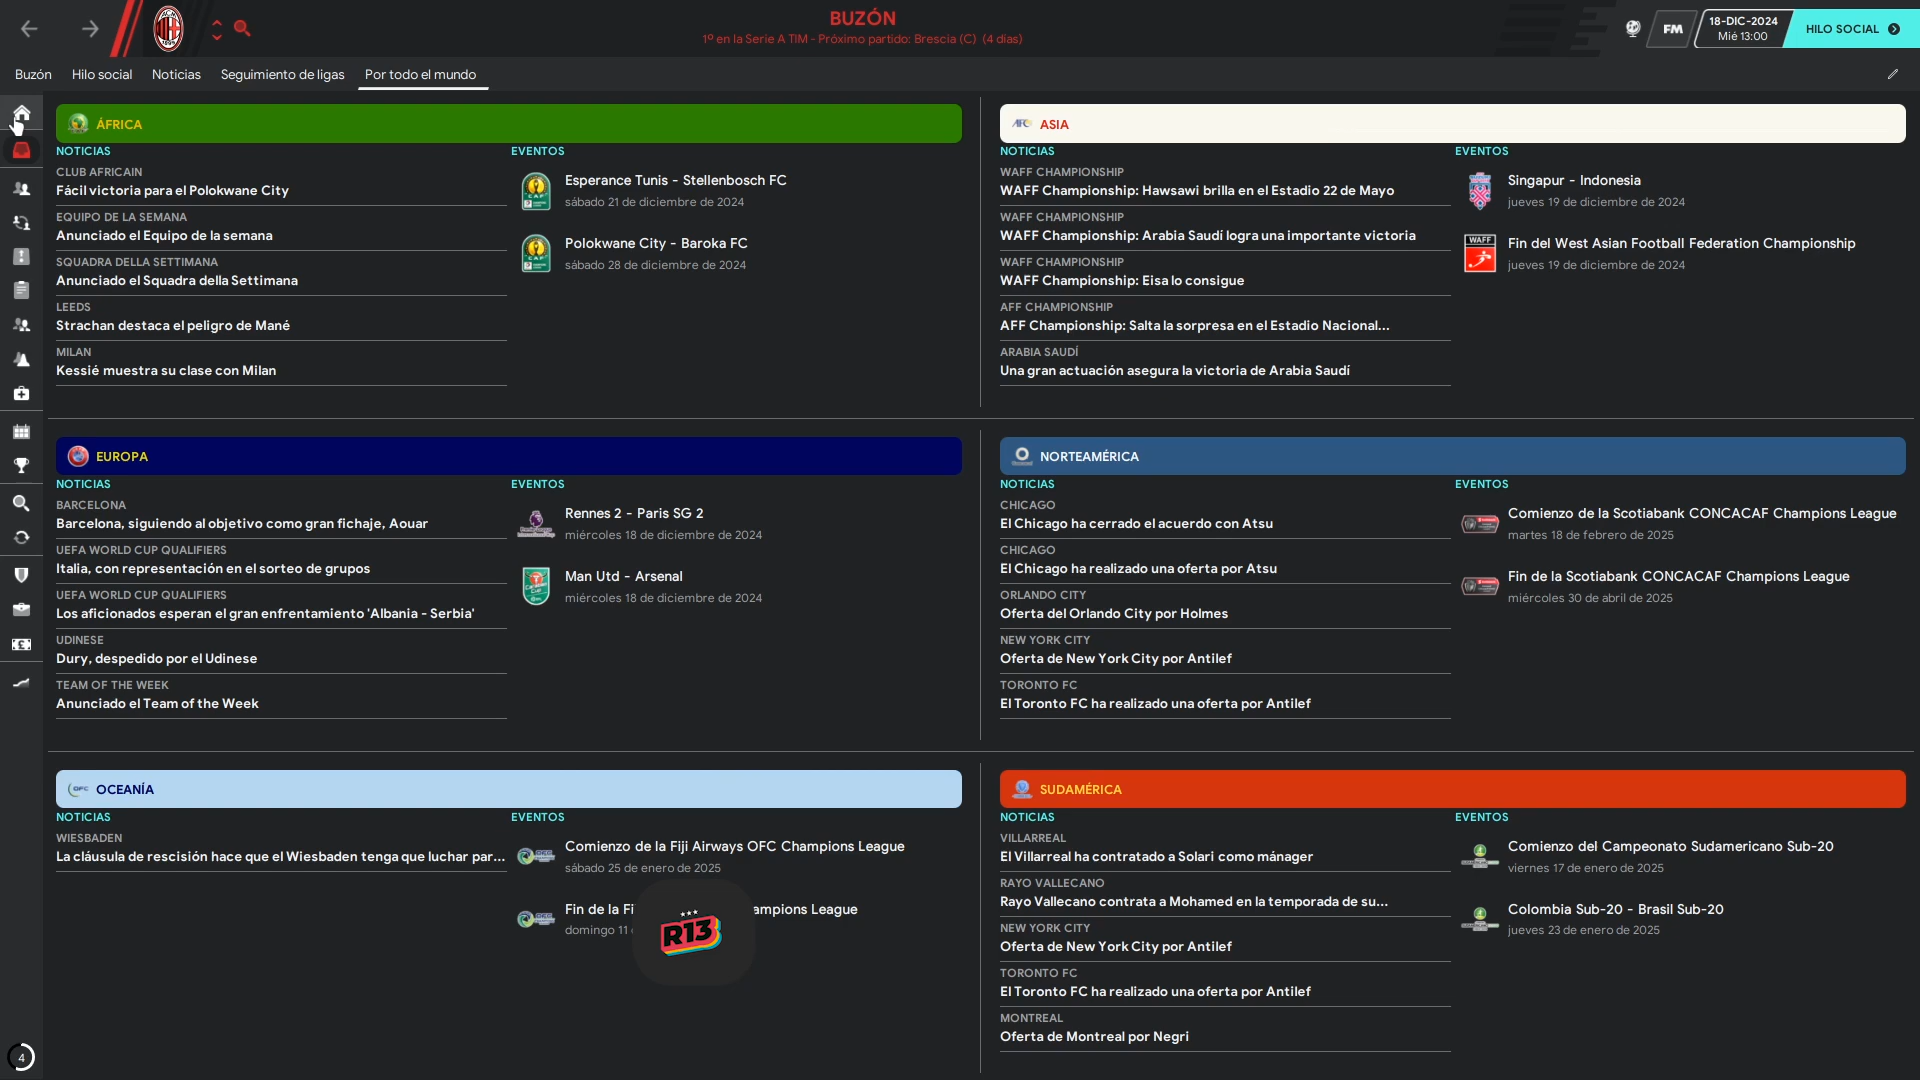 BUZÓN
1º en la Serie A TIM - Próximo partido: Brescia (C) (4 días)
FM
18-DIC-2024
Mié 13:00
HILO SOCIAL
Buzón
Hilo social
Noticias
Seguimiento de ligas
Por todo el mundo
ÁFRICA
NOTICIAS
CLUB AFRICAIN
Fácil victoria para el Polokwane City
EQUIPO DE LA SEMANA
Anunciado el Equipo de la semana
SQUADRA DELLA SETTIMANA
Anunciado el Squadra della Settimana
LEEDS
Strachan destaca el peligro de Mané
MILAN
Kessié muestra su clase con Milan
EVENTOS
Esperance Tunis - Stellenbosch FC
sábado 21 de diciembre de 2024
Polokwane City - Baroka FC
sábado 28 de diciembre de 2024
AFC
ASIA
NOTICIAS
WAFF CHAMPIONSHIP
WAFF Championship: Hawsawi brilla en el Estadio 22 de Mayo
WAFF CHAMPIONSHIP
WAFF Championship: Arabia Saudí logra una importante victoria
WAFF CHAMPIONSHIP
WAFF Championship: Eisa lo consigue
AFF CHAMPIONSHIP
AFF Championship: Salta la sorpresa en el Estadio Nacional...
ARABIA SAUDÍ
Una gran actuación asegura la victoria de Arabia Saudí
EVENTOS
Singapur - Indonesia
jueves 19 de diciembre de 2024
WAFF
Fin del West Asian Football Federation Championship
jueves 19 de diciembre de 2024
EUROPA
NOTICIAS
BARCELONA
Barcelona, siguiendo al objetivo como gran fichaje, Aouar
UEFA WORLD CUP QUALIFIERS
Italia, con representación en el sorteo de grupos
UEFA WORLD CUP QUALIFIERS
Los aficionados esperan el gran enfrentamiento 'Albania - Serbia'
UDINESE
Dury, despedido por el Udinese
TEAM OF THE WEEK
Anunciado el Team of the Week
EVENTOS
Rennes 2 - Paris SG 2
miércoles 18 de diciembre de 2024
Man Utd - Arsenal
miércoles 18 de diciembre de 2024
NORTEAMÉRICA
NOTICIAS
CHICAGO
El Chicago ha cerrado el acuerdo con Atsu
CHICAGO
El Chicago ha realizado una oferta por Atsu
ORLANDO CITY
Oferta del Orlando City por Holmes
NEW YORK CITY
Oferta de New York City por Antilef
TORONTO FC
El Toronto FC ha realizado una oferta por Antilef
EVENTOS
Comienzo de la Scotiabank CONCACAF Champions League
martes 18 de febrero de 2025
Fin de la Scotiabank CONCACAF Champions League
miércoles 30 de abril de 2025
OFC
OCEANÍA
NOTICIAS
WIESBADEN
La cláusula de rescisión hace que el Wiesbaden tenga que luchar par...
EVENTOS
Comienzo de la Fiji Airways OFC Champions League
sábado 25 de enero de 2025
Fin de la Fi
ampions League
domingo 11
R13
SUDAMÉRICA
NOTICIAS
VILLARREAL
El Villarreal ha contratado a Solari como mánager
RAYO VALLECANO
Rayo Vallecano contrata a Mohamed en la temporada de su...
NEW YORK CITY
Oferta de New York City por Antilef
TORONTO FC
El Toronto FC ha realizado una oferta por Antilef
MONTREAL
Oferta de Montreal por Negri
EVENTOS
Comienzo del Campeonato Sudamericano Sub-20
viernes 17 de enero de 2025
Colombia Sub-20 - Brasil Sub-20
jueves 23 de enero de 2025
4